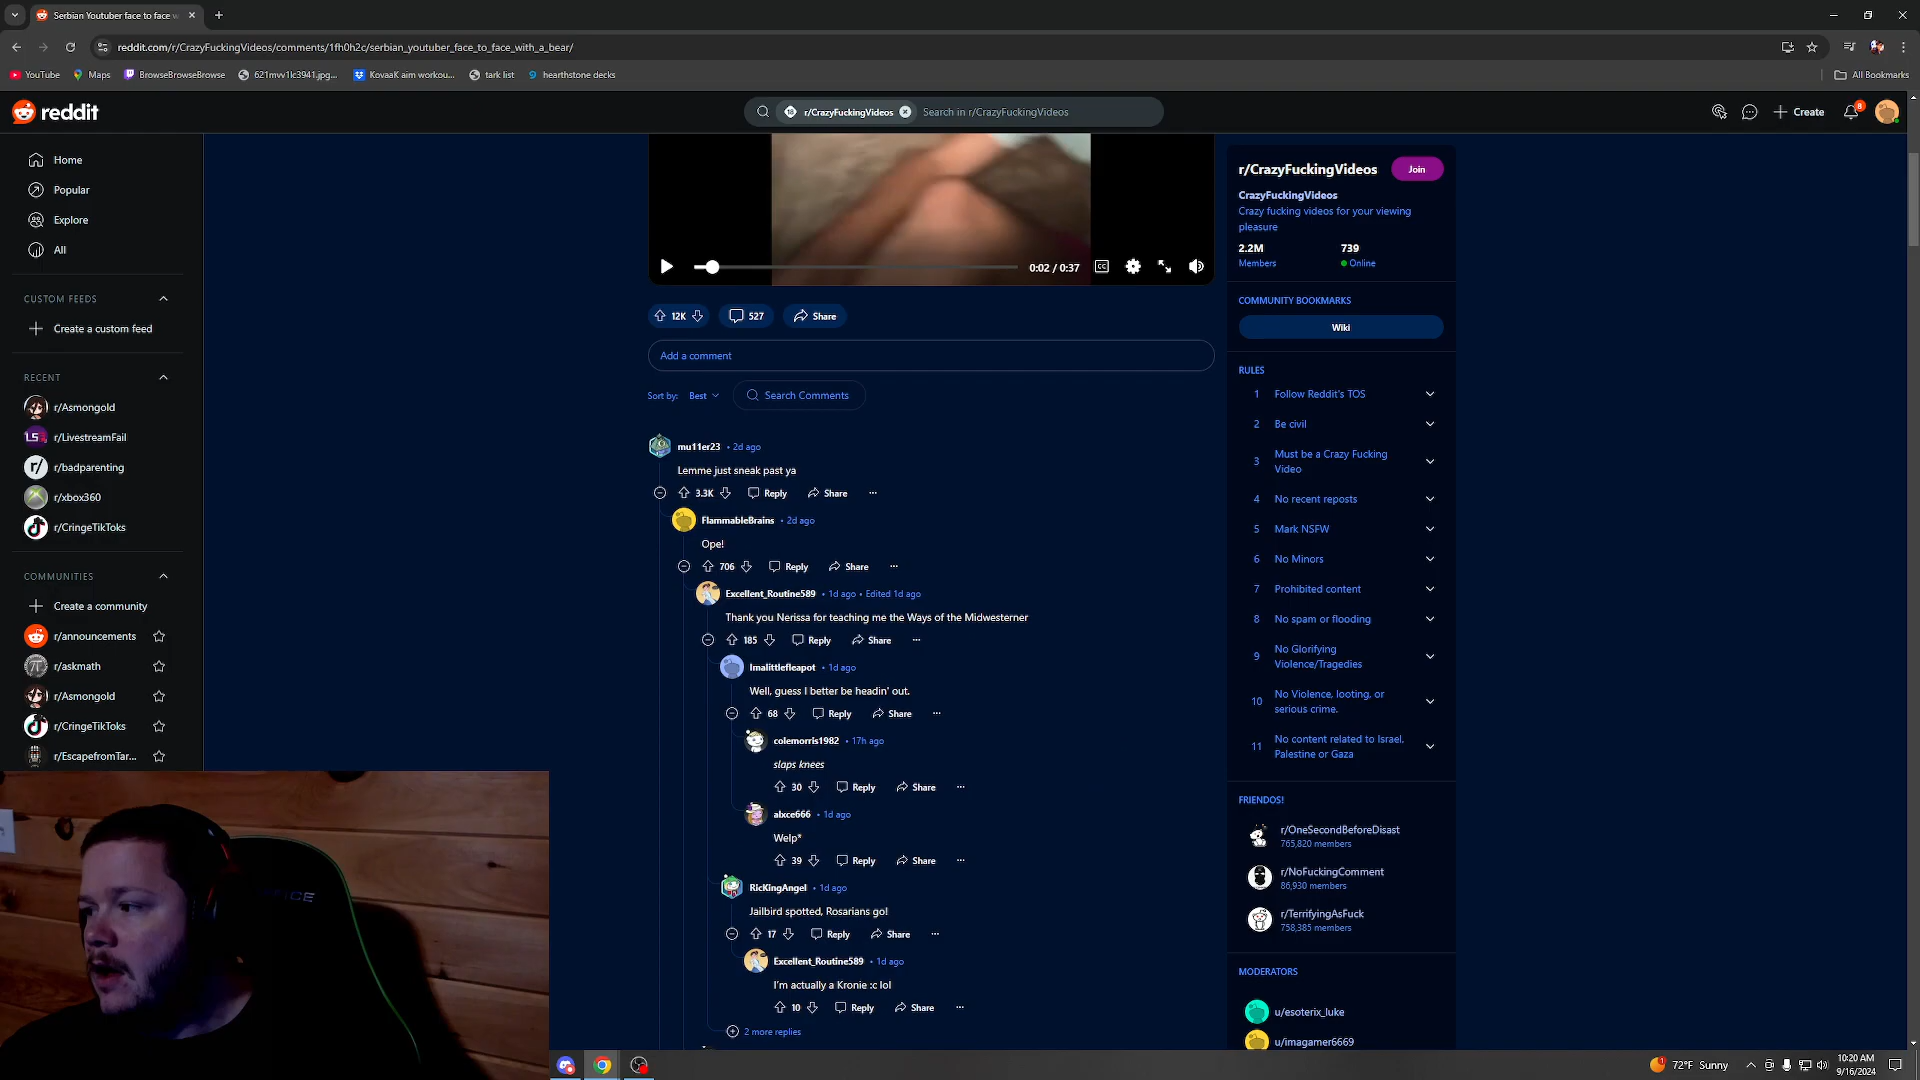 Serbian Youtuber face to face w
reddit.com/r/CrazyFuckingVideos/comments/1fh0h2c/serbian_youtuber_face_to_face_with_a_bear/
YouTube
Maps
BrowseBrowseBrowse
621mvv1lc3941.jpg...
KovaaK aim workou...
tark list
hearthstone decks
All Bookmarks
reddit
r/CrazyFuckingVideos
Search in r/CrazyFuckingVideos
Create
8
Home
Popular
Explore
All
CUSTOM FEEDS
Create a custom feed
RECENT
r/Asmongold
r/LivestreamFail
r/badparenting
r/xbox360
r/CringeTikToks
COMMUNITIES
Create a community
r/announcements
r/askmath
r/Asmongold
r/CringeTikToks
r/EscapefromTar...
0:02 / 0:37
CC
12K
527
Share
Add a comment
Sort by: Best
Search Comments
mu11er23 • 2d ago
Lemme just sneak past ya
3.3K Reply Share ...
FlammableBrains • 2d ago
Ope!
706 Reply Share ...
Excellent_Routine589 • 1d ago • Edited 1d ago
Thank you Nerissa for teaching me the Ways of the Midwesterner
185 Reply Share ...
Imalittlefleapot • 1d ago
Well, guess I better be headin' out.
68 Reply Share ...
colemorris1982 • 17h ago
slaps knees
30 Reply Share ...
alxce666 • 1d ago
Welp*
39 Reply Share ...
RicKingAngel • 1d ago
Jailbird spotted, Rosarians go!
17 Reply Share ...
Excellent_Routine589 • 1d ago
I'm actually a Kronie :c lol
10 Reply Share ...
2 more replies
r/CrazyFuckingVideos
Join
CrazyFuckingVideos
Crazy fucking videos for your viewing
pleasure
2.2M 739
Members Online
COMMUNITY BOOKMARKS
Wiki
RULES
1 Follow Reddit's TOS
2 Be civil
3 Must be a Crazy Fucking
Video
4 No recent reposts
5 Mark NSFW
6 No Minors
7 Prohibited content
8 No spam or flooding
9 No Glorifying
Violence/Tragedies
10 No Violence, looting, or
serious crime.
11 No content related to Israel,
Palestine or Gaza
FRIENDOS!
r/OneSecondBeforeDisast
765,820 members
r/NoFuckingComment
86,930 members
r/TerrifyingAsFuck
758,385 members
MODERATORS
u/esoterix_luke
u/imagamer6669
72°F Sunny
10:20 AM
9/16/2024